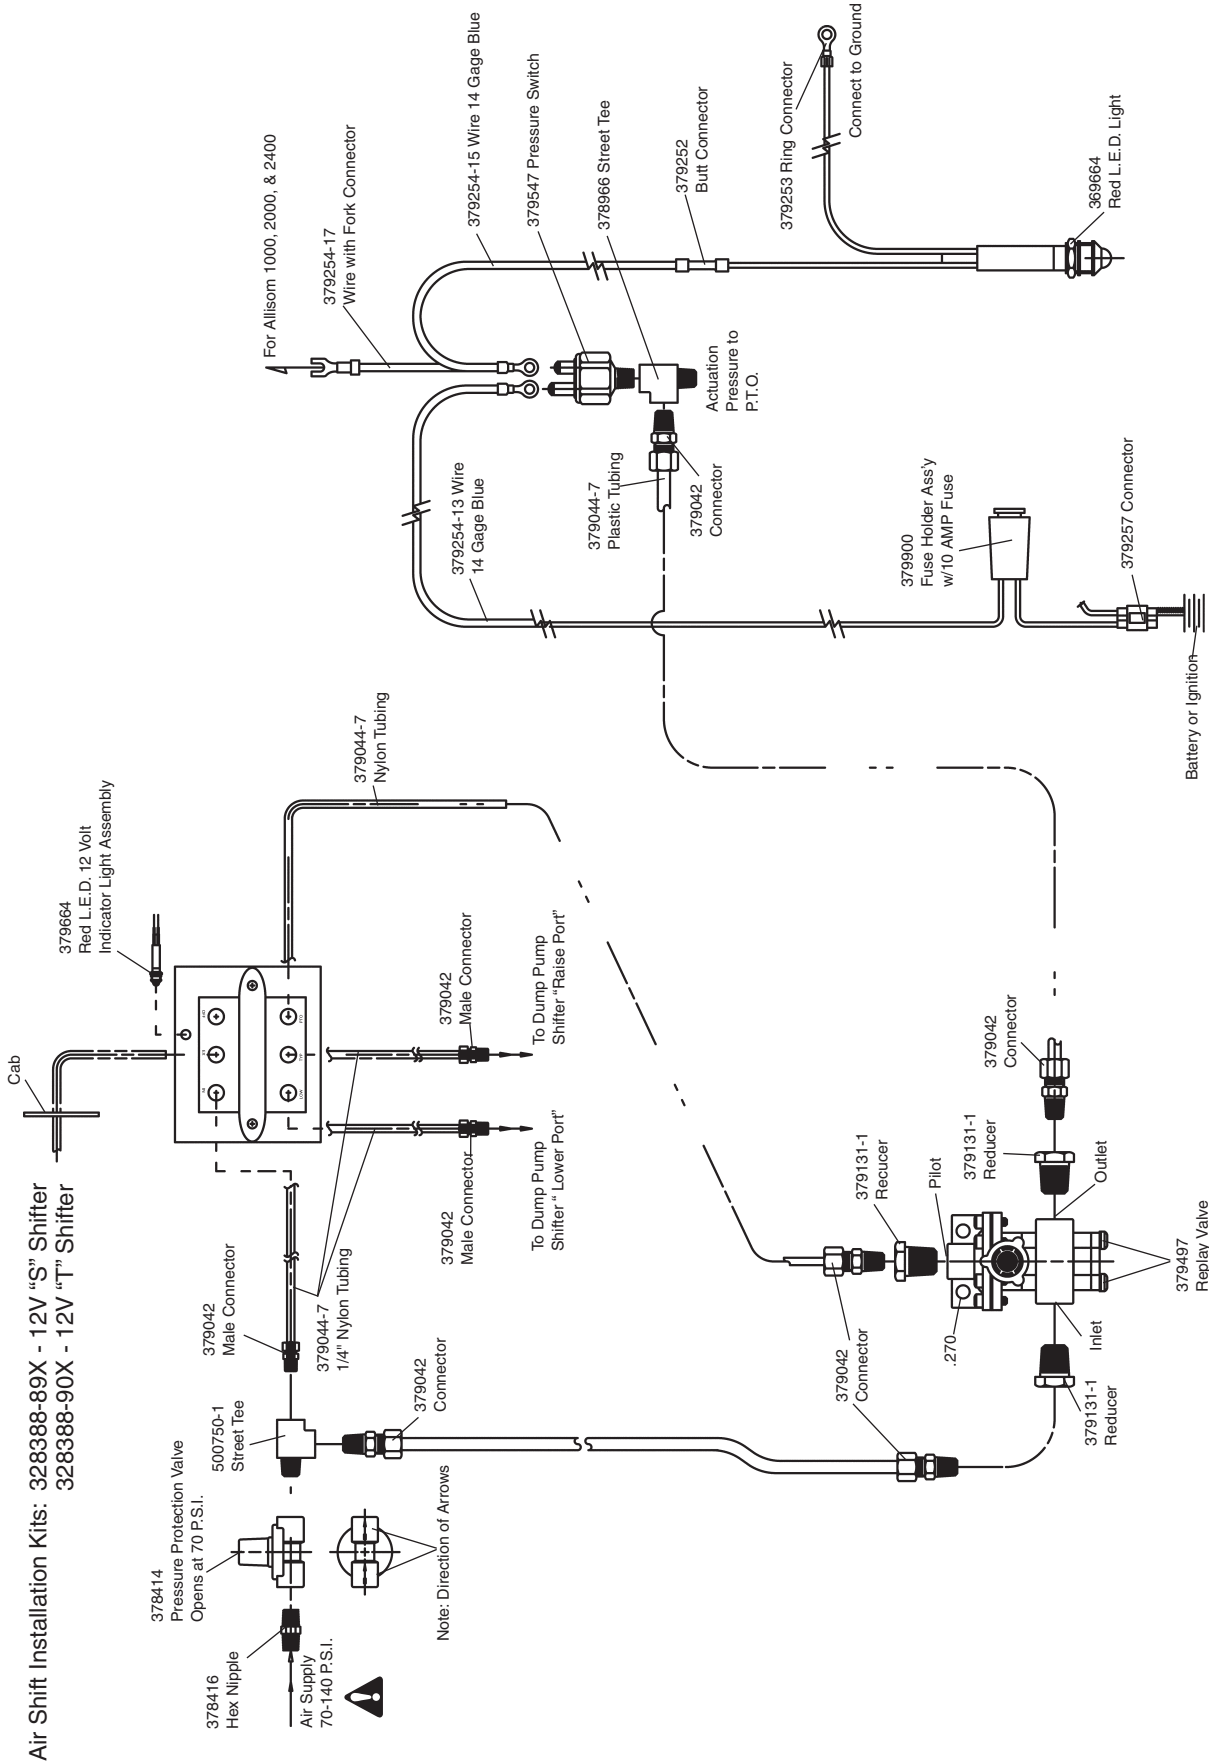 Air Shift Installation Kits: 328388-89X - 12V “S” Shifter
328388-90X - 12V “T” Shifter
Cab
379664
Red L.E.D. 12 Volt
Indicator Light Assembly
378414
Pressure Protection Valve
Opens at 70 P.S.I.
378416
Hex Nipple
Air Supply
70-140 P.S.I.
500750-1
Street Tee
379042
Male Connector
379044-7
1/4" Nylon Tubing
379042
Connector
Note: Direction of Arrows
379042
Male Connector
To Dump Pump
Shifter “ Lower Port”
379042
Male Connector
To Dump Pump
Shifter “Raise Port”
LOW
PTO
379044-7
Nylon Tubing
379042
Connector
379131-1
Recucer
Pilot
.270
379131-1
Reducer
Inlet
Outlet
379131-1
Reducer
379042
Connector
379497
Replay Valve
For Allisom 1000, 2000, & 2400
379254-17
Wire with Fork Connector
379254-15 Wire 14 Gage Blue
379547 Pressure Switch
378966 Street Tee
379252
Butt Connector
379253 Ring Connector
Connect to Ground
369664
Red L.E.D. Light
379254-13 Wire
14 Gage Blue
379044-7
Plastic Tubing
379042
Connector
Actuation
Pressure to
P.T.O.
379900
Fuse Holder Ass'y
w/10 AMP Fuse
379257 Connector
Battery or Ignition